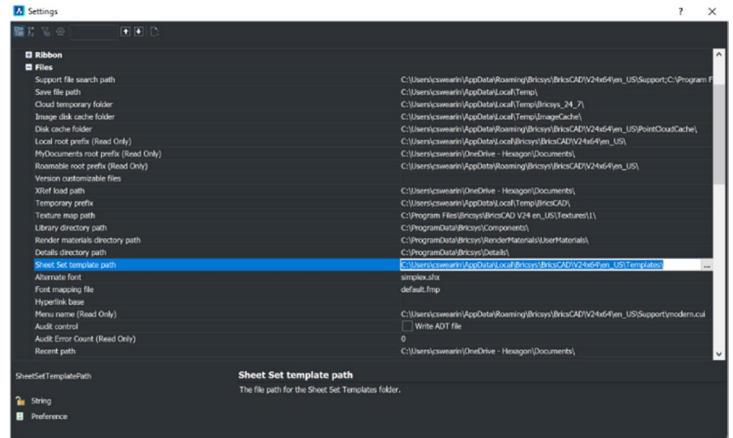 Settings
Ribbon
Files
Support file search path C:\Users\cswearin\AppData\Roaming\Bricsys\BricsCAD\V24x64\en_US\Support;C:\Program F
Save file path C:\Users\cswearin\AppData\Local\Temp\
Cloud temporary folder C:\Users\cswearin\AppData\Local\Temp\Bricsys_24_7\
Image disk cache folder C:\Users\cswearin\AppData\Local\Temp\ImageCache\
Disk cache folder C:\Users\cswearin\AppData\Roaming\Bricsys\BricsCAD\V24x64\en_US\PointCloudCache\
Local root prefix (Read Only) C:\Users\cswearin\AppData\Local\Bricsys\BricsCAD\V24x64\en_US\
MyDocuments root prefix (Read Only) C:\Users\cswearin\OneDrive - Hexagon\Documents\
Roamable root prefix (Read Only) C:\Users\cswearin\AppData\Roaming\Bricsys\BricsCAD\V24x64\en_US\
Version customizable files
XRef load path C:\Users\cswearin\OneDrive - Hexagon\Documents\
Temporary prefix C:\Users\cswearin\AppData\Local\Temp\BricsCAD\
Texture map path C:\Program Files\Bricsys\BricsCAD V24 en_US\Textures\1\
Library directory path C:\ProgramData\Bricsys\Components\
Render materials directory path C:\ProgramData\Bricsys\RenderMaterials\UserMaterials\
Details directory path C:\ProgramData\Bricsys\Details\
Sheet Set template path C:\Users\cswearin\AppData\Local\Bricsys\BricsCAD\V24x64\en_US\Templates\ ...
Alternate font simplex.shx
Font mapping file default.fmp
Hyperlink base
Menu name (Read Only) C:\Users\cswearin\AppData\Roaming\Bricsys\BricsCAD\V24x64\en_US\Support\modern.cui
Audit control Write ADT file
Audit Error Count (Read Only) 0
Recent path C:\Users\cswearin\OneDrive - Hexagon\Documents\
SheetSetTemplatePath Sheet Set template path
The file path for the Sheet Set Templates folder.
String
Preference